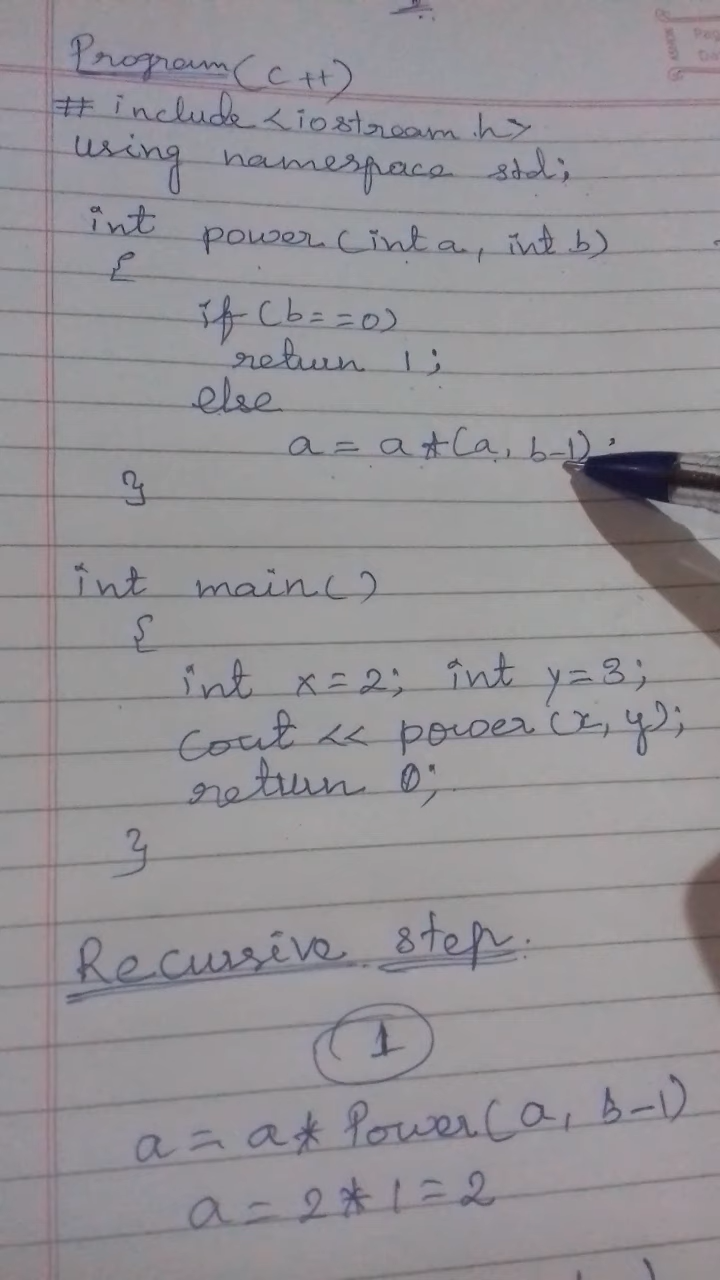 Program (C++)
# include <iostream.h>
using namespace std;
int power (int a, int b)
{
if (b==0)
return 1;
else
a = a * (a, b-1);
}
int main()
{
int x=2; int y=3;
cout << power (x, y);
return 0;
}
Recursive step.
1
a = a * Power (a, b-1)
a = 2 * 1 = 2